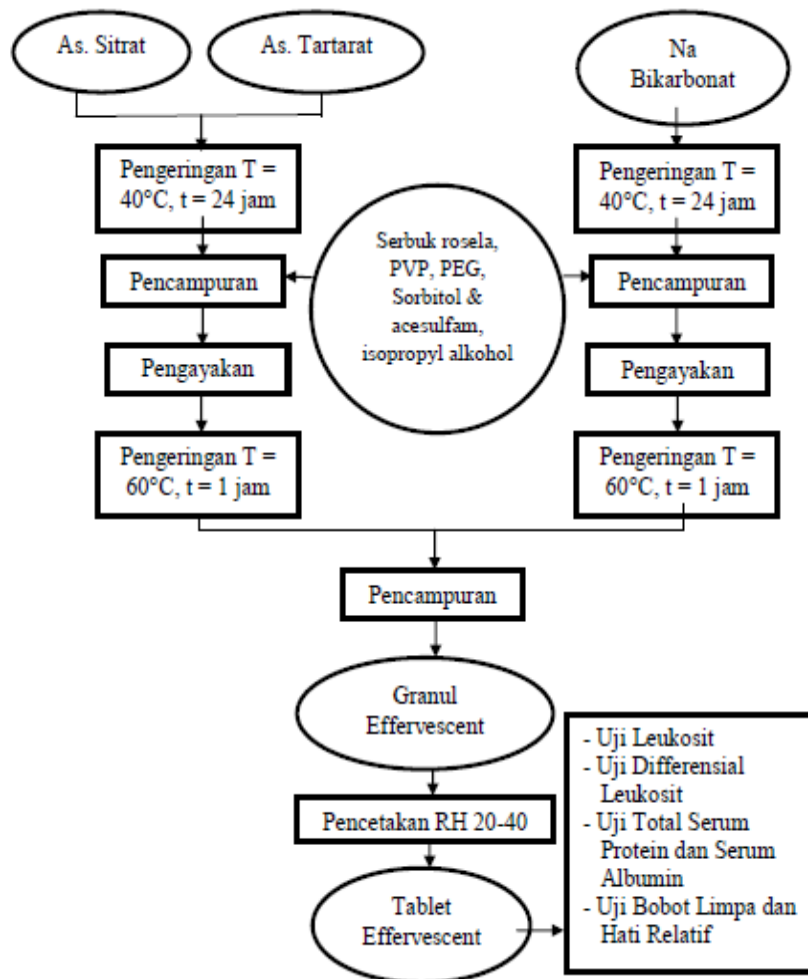 As. Sitrat
As. Tartarat
Na
Bikarbonat
Pengeringan T =
40°C, t = 24 jam
Pengeringan T =
40°C, t = 24 jam
Serbuk rosela,
PVP, PEG,
Sorbitol &
acesulfam,
isopropyl alkohol
Pencampuran
Pencampuran
Pengayakan
Pengayakan
Pengeringan T =
60°C, t = 1 jam
Pengeringan T =
60°C, t = 1 jam
Pencampuran
Granul
Effervescent
Pencetakan RH 20-40
Tablet
Effervescent
- Uji Leukosit
- Uji Differensial
Leukosit
- Uji Total Serum
Protein dan Serum
Albumin
- Uji Bobot Limpa dan
Hati Relatif